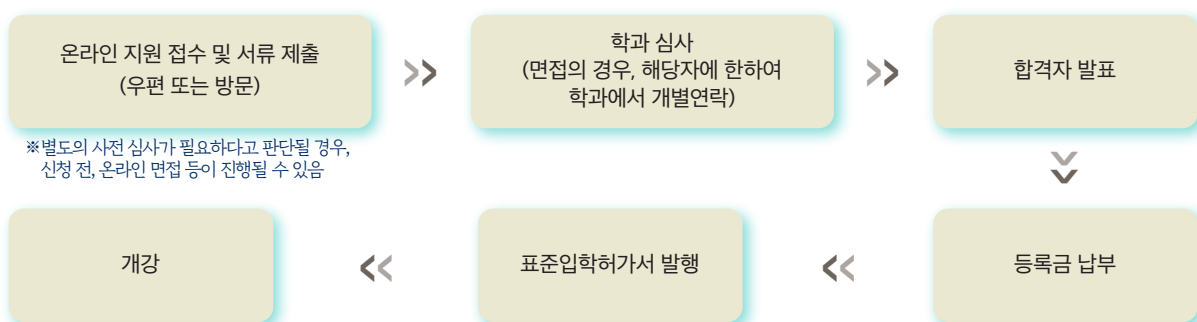 온라인 지원 접수 및 서류 제출
(우편 또는 방문)
※별도의 사전 심사가 필요하다고 판단될 경우,
신청 전, 온라인 면접 등이 진행될 수 있음
학과 심사
(면접의 경우, 해당자에 한하여
학과에서 개별연락)
합격자 발표
등록금 납부
표준입학허가서 발행
개강